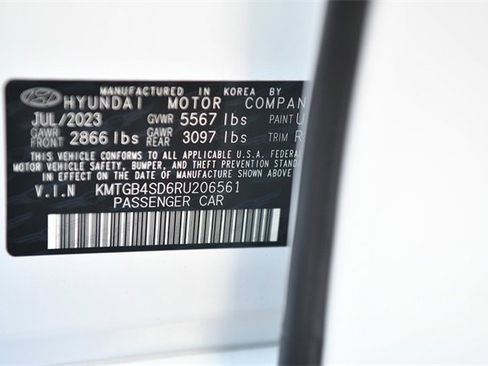 MANUFACTURED IN KOREA BY
HYUNDAI MOTOR COMPAN
JUL/2023 GVWR 5567 lbs PAINT U
GAWR FRONT 2866 lbs GAWR REAR 3097 lbs TRIM R
THIS VEHICLE CONFORMS TO ALL APPLICABLE U.S.A. FEDERA
MOTOR VEHICLE SAFETY, BUMPER, AND THEFT PREVENTION STANDAR
IN EFFECT ON THE DATE OF MANUFACTURE SHOWN ABOVE.
V.I.N KMTGB4SD6RU206561
PASSENGER CAR